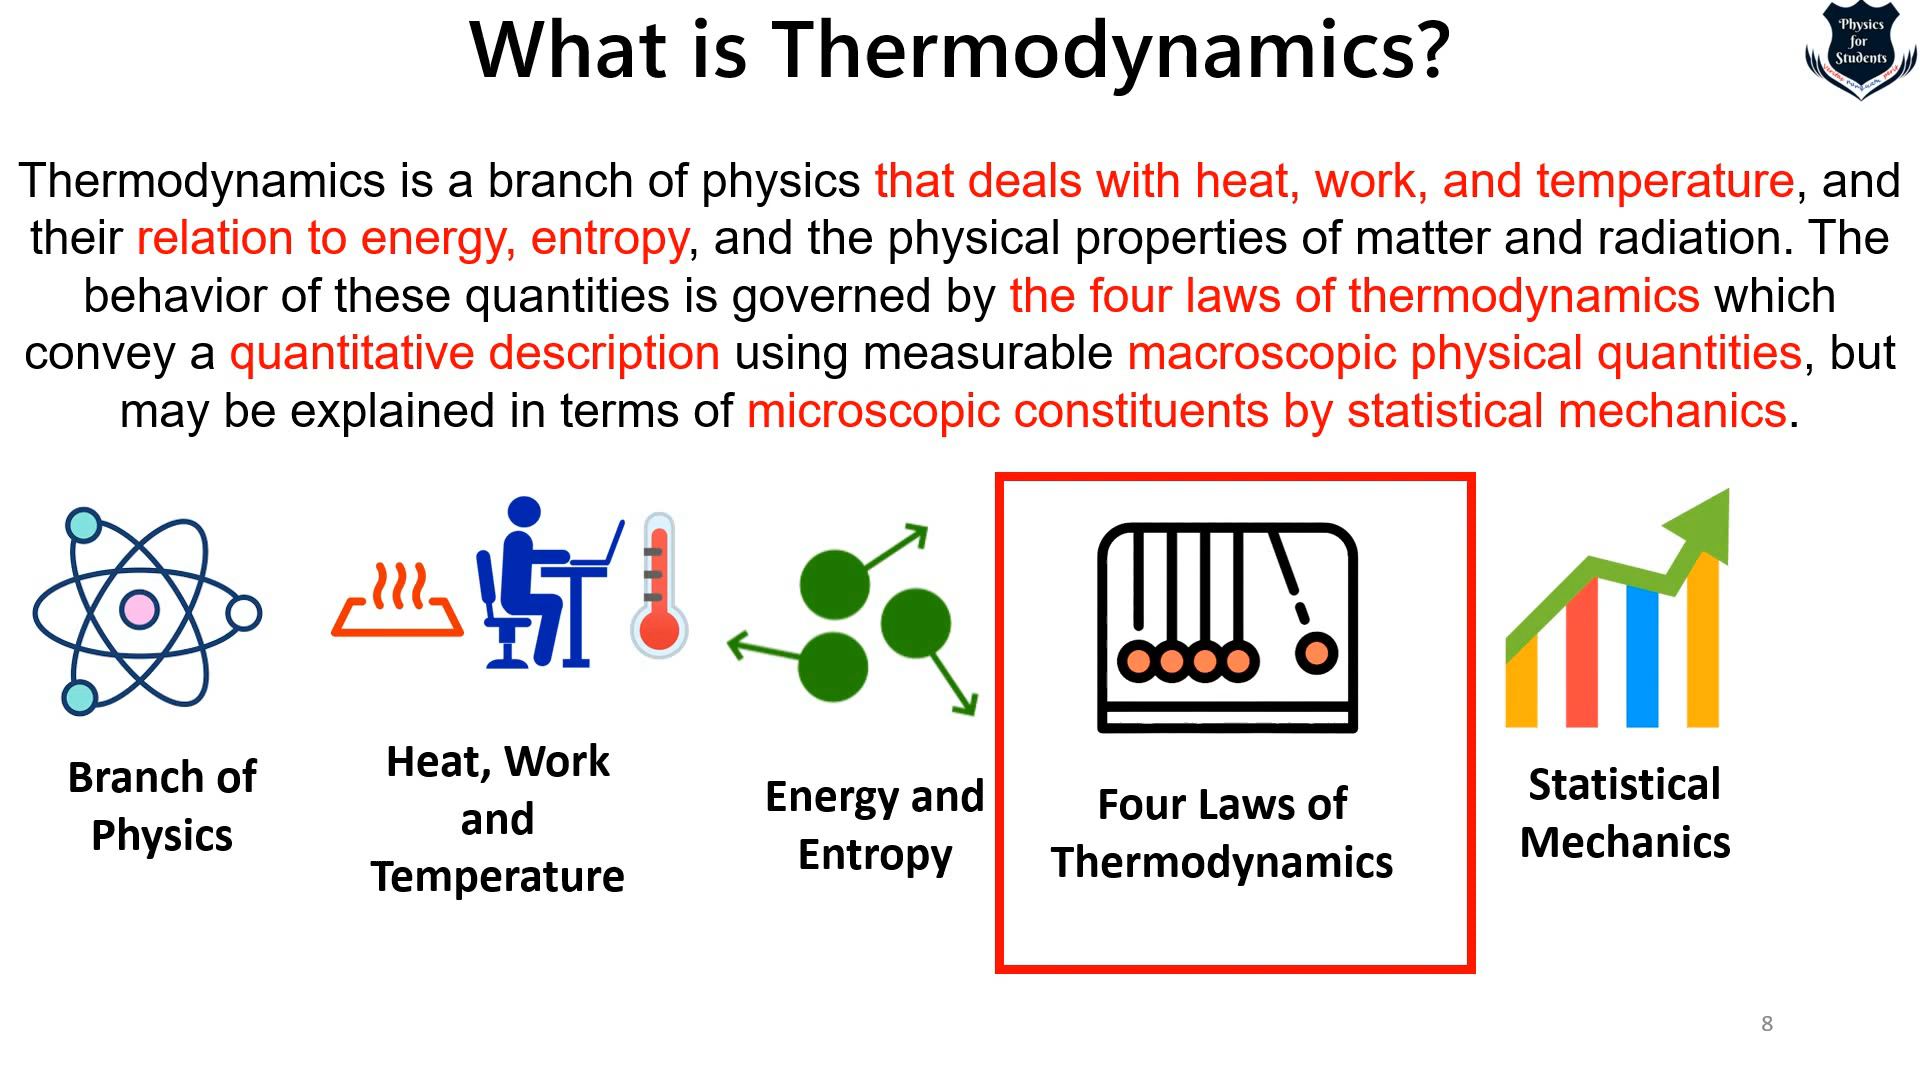 What is Thermodynamics?
Physics
for
Students
Thermodynamics is a branch of physics that deals with heat, work, and temperature, and
their relation to energy, entropy, and the physical properties of matter and radiation. The
behavior of these quantities is governed by the four laws of thermodynamics which
convey a quantitative description using measurable macroscopic physical quantities, but
may be explained in terms of microscopic constituents by statistical mechanics.
Branch of
Physics
Heat, Work
and
Temperature
Energy and
Entropy
Four Laws of
Thermodynamics
Statistical
Mechanics
8